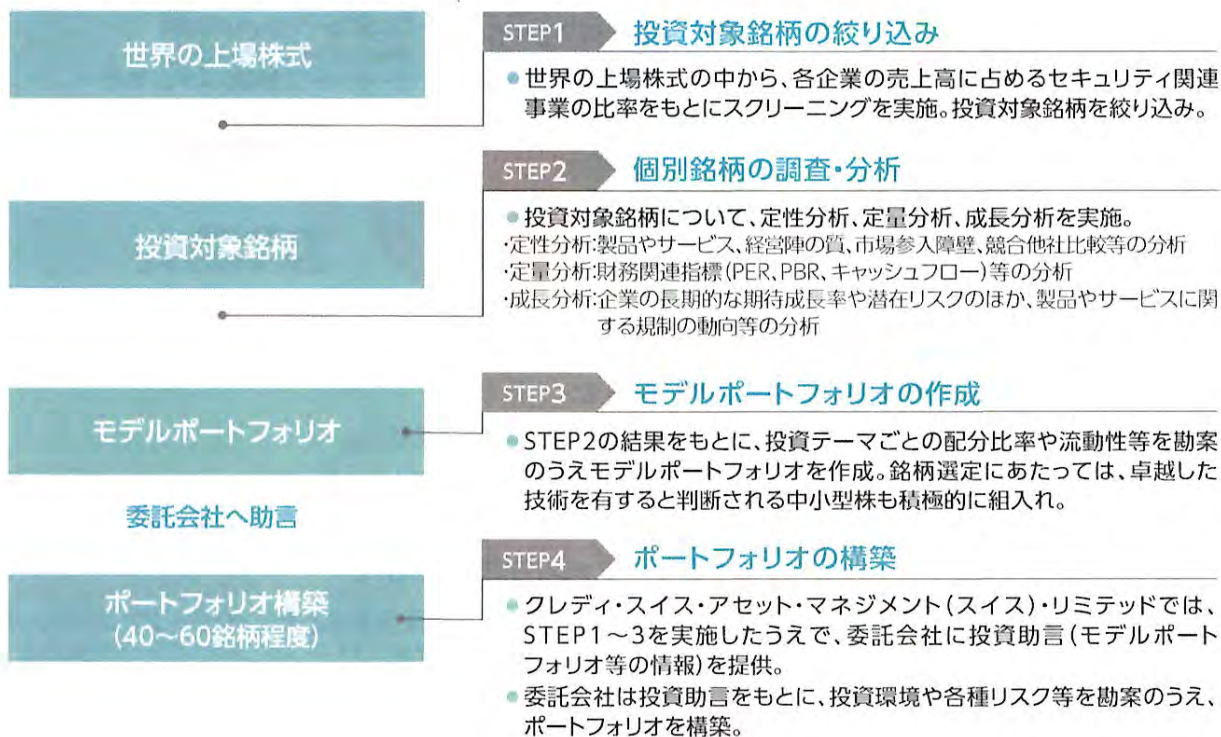 世界の上場株式
STEP1 投資対象銘柄の絞り込み
●世界の上場株式の中から、各企業の売上高に占めるセキュリティ関連
事業の比率をもとにスクリーニングを実施。投資対象銘柄を絞り込み。
投資対象銘柄
STEP2 個別銘柄の調査・分析
●投資対象銘柄について、定性分析、定量分析、成長分析を実施。
・定性分析:製品やサービス、経営陣の質、市場参入障壁、競合他社比較等の分析
・定量分析:財務関連指標(PER、PBR、キャッシュフロー)等の分析
・成長分析:企業の長期的な期待成長率や潜在リスクのほか、製品やサービスに関
する規制の動向等の分析
モデルポートフォリオ
STEP3 モデルポートフォリオの作成
●STEP2の結果をもとに、投資テーマごとの配分比率や流動性等を勘案
のうえモデルポートフォリオを作成。銘柄選定にあたっては、卓越した
技術を有すると判断される中小型株も積極的に組入れ。
委託会社へ助言
ポートフォリオ構築
(40~60銘柄程度)
STEP4 ポートフォリオの構築
●クレディ・スイス・アセット・マネジメント(スイス)・リミテッドでは、
STEP1~3を実施したうえで、委託会社に投資助言(モデルポート
フォリオ等の情報)を提供。
●委託会社は投資助言をもとに、投資環境や各種リスク等を勘案のうえ、
ポートフォリオを構築。